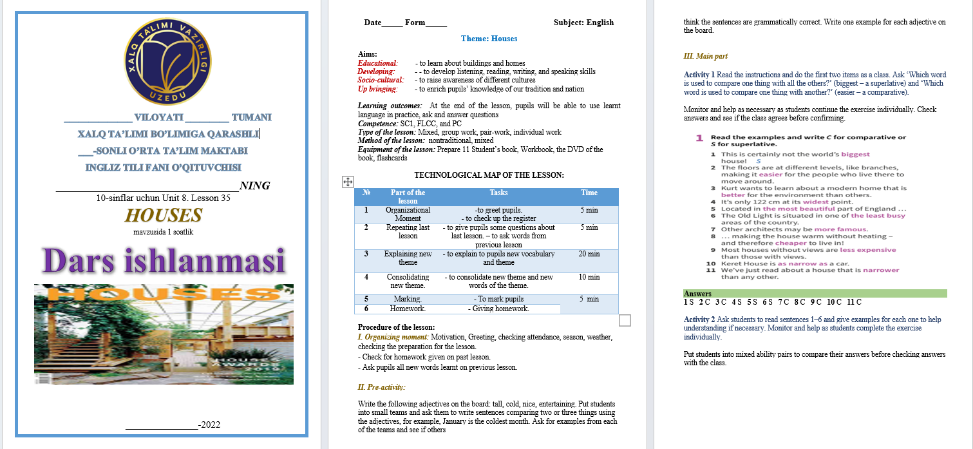 XALQ TALIMI VAZIRLIGI
UZEDU
____________ VILOYATI ________ TUMANI
XALQ TA'LIMI BO'LIMIGA QARASHLI
___-SONLI O'RTA TA'LIM MAKTABI
INGLIZ TILI FANI O'QITUVCHISI
______________________________NING
10-sinflar uchun Unit 8. Lesson 35
HOUSES
mavzusida 1 soatlik
Dars ishlanmasi
HOUSES
HOUSE
AWARDS
_______________-2022
Date_____ Form_____ Subject: English
Theme: Houses
Aims:
Educational: - to learn about buildings and homes
Developing: - - to develop listening, reading, writing, and speaking skills
Socio-cultural: - to raise awareness of different cultures
Up bringing: - to enrich pupils' knowledge of our tradition and nation
Learning outcomes: At the end of the lesson, pupils will be able to use learnt
language in practice, ask and answer questions
Competence: SC1, FLCC, and PC
Type of the lesson: Mixed, group work, pair-work, individual work
Method of the lesson: nontraditional, mixed
Equipment of the lesson: Prepare 11 Student's book, Workbook, the DVD of the
book, flashcards
TECHNOLOGICAL MAP OF THE LESSON:
№ Part of the lesson Tasks Time
1 Organizational Moment -to greet pupils. - to check up the register 5 min
2 Repeating last lesson - to give pupils some questions about last lesson. – to ask words from previous lesson 5 min
3 Explaining new theme - to explain to pupils new vocabulary and theme 20 min
4 Consolidating new theme. - to consolidate new theme and new words of the theme. 10 min
5 Marking. - To mark pupils 5 min
6 Homework. - Giving homework.
Procedure of the lesson:
I. Organizing moment: Motivation, Greeting, checking attendance, season, weather,
checking the preparation for the lesson.
- Check for homework given on past lesson.
- Ask pupils all new words learnt on previous lesson.
II. Pre-activity:
Write the following adjectives on the board: tall, cold, nice, entertaining. Put students
into small teams and ask them to write sentences comparing two or three things using
the adjectives, for example, January is the coldest month. Ask for examples from each
of the teams and see if others
think the sentences are grammatically correct. Write one example for each adjective on
the board.
III. Main part
Activity 1 Read the instructions and do the first two items as a class. Ask 'Which word
is used to compare one thing with all the others?' (biggest – a superlative) and 'Which
word is used to compare one thing with another?' (easier – a comparative).
Monitor and help as necessary as students continue the exercise individually. Check
answers and see if the class agrees before confirming.
1 Read the examples and write C for comparative or
S for superlative.
1 This is certainly not the world's biggest
house! S
2 The floors are at different levels, like branches,
making it easier for the people who live there to
move around.
3 Kurt wants to learn about a modern home that is
better for the environment than others.
4 It's only 122 cm at its widest point.
5 Located in the most beautiful part of England ...
6 The Old Light is situated in one of the least busy
areas of the country.
7 Other architects may be more famous.
8 ... making the house warm without heating –
and therefore cheaper to live in!
9 Most houses without views are less expensive
than those with views.
10 Keret House is as narrow as a car.
11 We've just read about a house that is narrower
than any other.
Answers
1 S 2 C 3 C 4 S 5 S 6 S 7 C 8 C 9 C 10 C 11 C
Activity 2 Ask students to read sentences 1–6 and give examples for each one to help
understanding if necessary. Monitor and help as students complete the exercise
individually.
Put students into mixed ability pairs to compare their answers before checking answers
with the class.